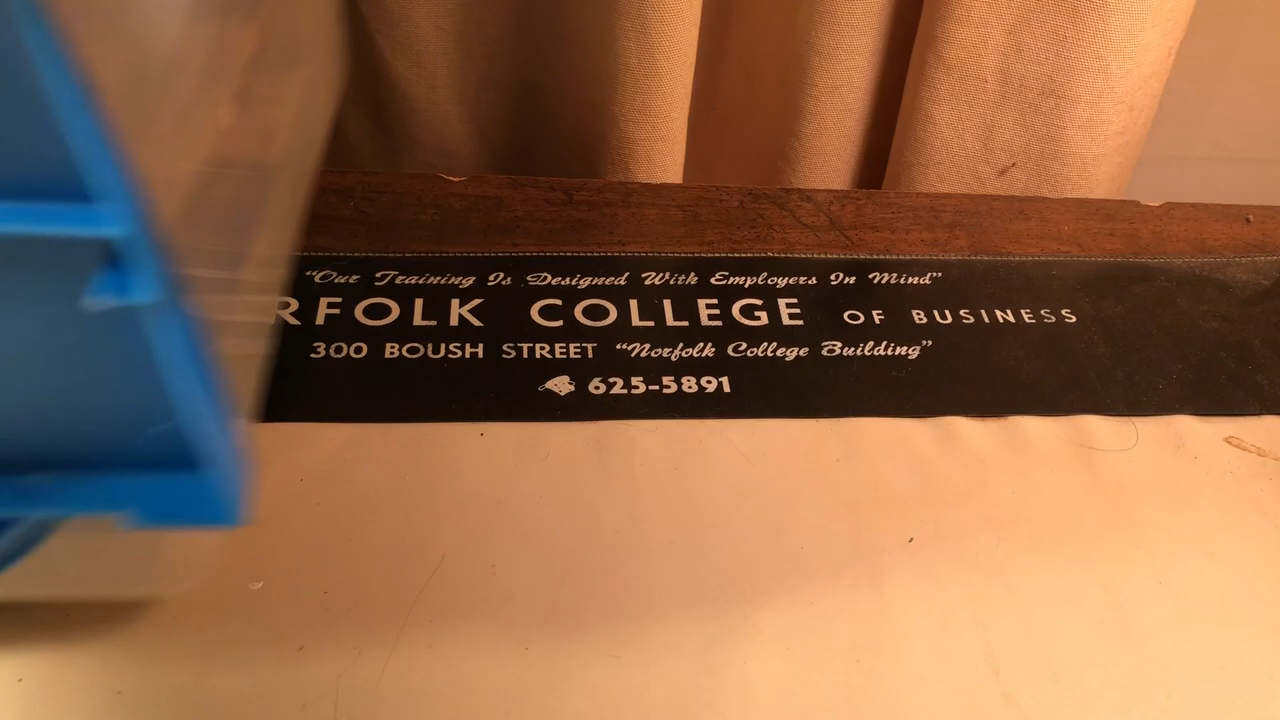 “Our Training Is Designed With Employers In Mind”
RFOLK COLLEGE OF BUSINESS
300 BOUSH STREET “Norfolk College Building”
625-5891